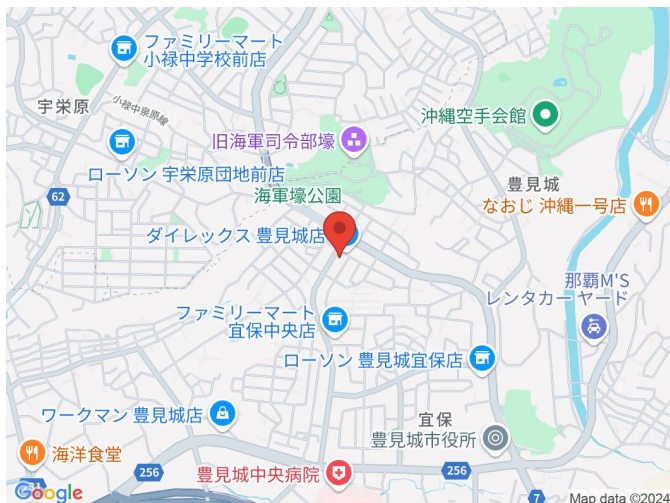 ファミリーマート
小禄中学校前店
宇栄原
小禄中泉原線
沖縄空手会館
旧海軍司令部壕
ローソン 宇栄原団地前店
豊見城
62
海軍壕公園
なおじ 沖縄一号店
ダイレックス 豊見城店
那覇M'S
レンタカー ヤード
ファミリーマート
宜保中央店
ローソン 豊見城宜保店
ワークマン 豊見城店
宜保
豊見城市役所
海洋食堂
256
豊見城中央病院
256
7
Google
Map data ©2024